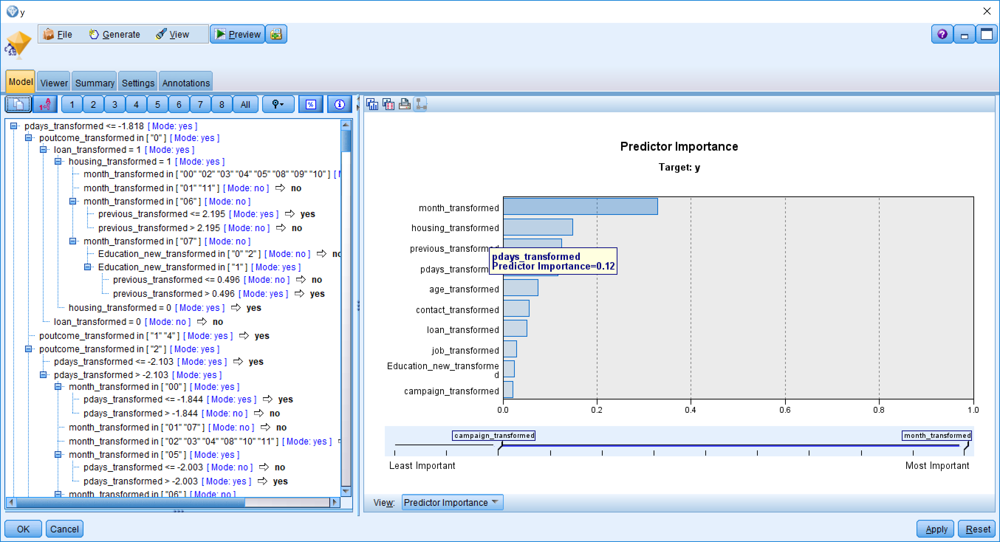 y
File Generate View Preview
C 5.0
Model Viewer Summary Settings Annotations
1 2 3 4 5 6 7 8 All %
pdays_transformed <= -1.818 [ Mode: yes ]
poutcome_transformed in [ "0" ] [ Mode: yes ]
loan_transformed = 1 [ Mode: yes ]
housing_transformed = 1 [ Mode: yes ]
month_transformed in [ "00" "02" "03" "04" "05" "08" "09" "10" ] [
month_transformed in [ "01" "11" ] [ Mode: no ] ⇨ no
month_transformed in [ "06" ] [ Mode: no ]
previous_transformed <= 2.195 [ Mode: yes ] ⇨ yes
previous_transformed > 2.195 [ Mode: no ] ⇨ no
month_transformed in [ "07" ] [ Mode: no ]
Education_new_transformed in [ "0" "2" ] [ Mode: no ] ⇨ no
Education_new_transformed in [ "1" ] [ Mode: yes ]
previous_transformed <= 0.496 [ Mode: no ] ⇨ no
previous_transformed > 0.496 [ Mode: yes ] ⇨ yes
housing_transformed = 0 [ Mode: yes ] ⇨ yes
loan_transformed = 0 [ Mode: no ] ⇨ no
poutcome_transformed in [ "1" "4" ] [ Mode: yes ] ⇨ yes
poutcome_transformed in [ "2" ] [ Mode: yes ]
pdays_transformed <= -2.103 [ Mode: yes ] ⇨ yes
pdays_transformed > -2.103 [ Mode: yes ]
month_transformed in [ "00" ] [ Mode: yes ]
pdays_transformed <= -1.844 [ Mode: yes ] ⇨ yes
pdays_transformed > -1.844 [ Mode: no ] ⇨ no
month_transformed in [ "01" "07" ] [ Mode: no ] ⇨ no
month_transformed in [ "02" "03" "04" "08" "10" "11" ] [ Mode: yes ]
month_transformed in [ "05" ] [ Mode: yes ]
pdays_transformed <= -2.003 [ Mode: no ] ⇨ no
pdays_transformed > -2.003 [ Mode: yes ] ⇨ yes
month_transformed in [ "06" ] [ Mode: no ]
Predictor Importance
Target: y
month_transformed
housing_transformed
previous_transformed
pdays_transform
pdays_transformed
Predictor Importance=0.12
age_transformed
contact_transformed
loan_transformed
job_transformed
Education_new_transforme
d
campaign_transformed
0.0 0.2 0.4 0.6 0.8 1.0
campaign_transformed month_transformed
Least Important Most Important
View: Predictor Importance
OK Cancel Apply Reset